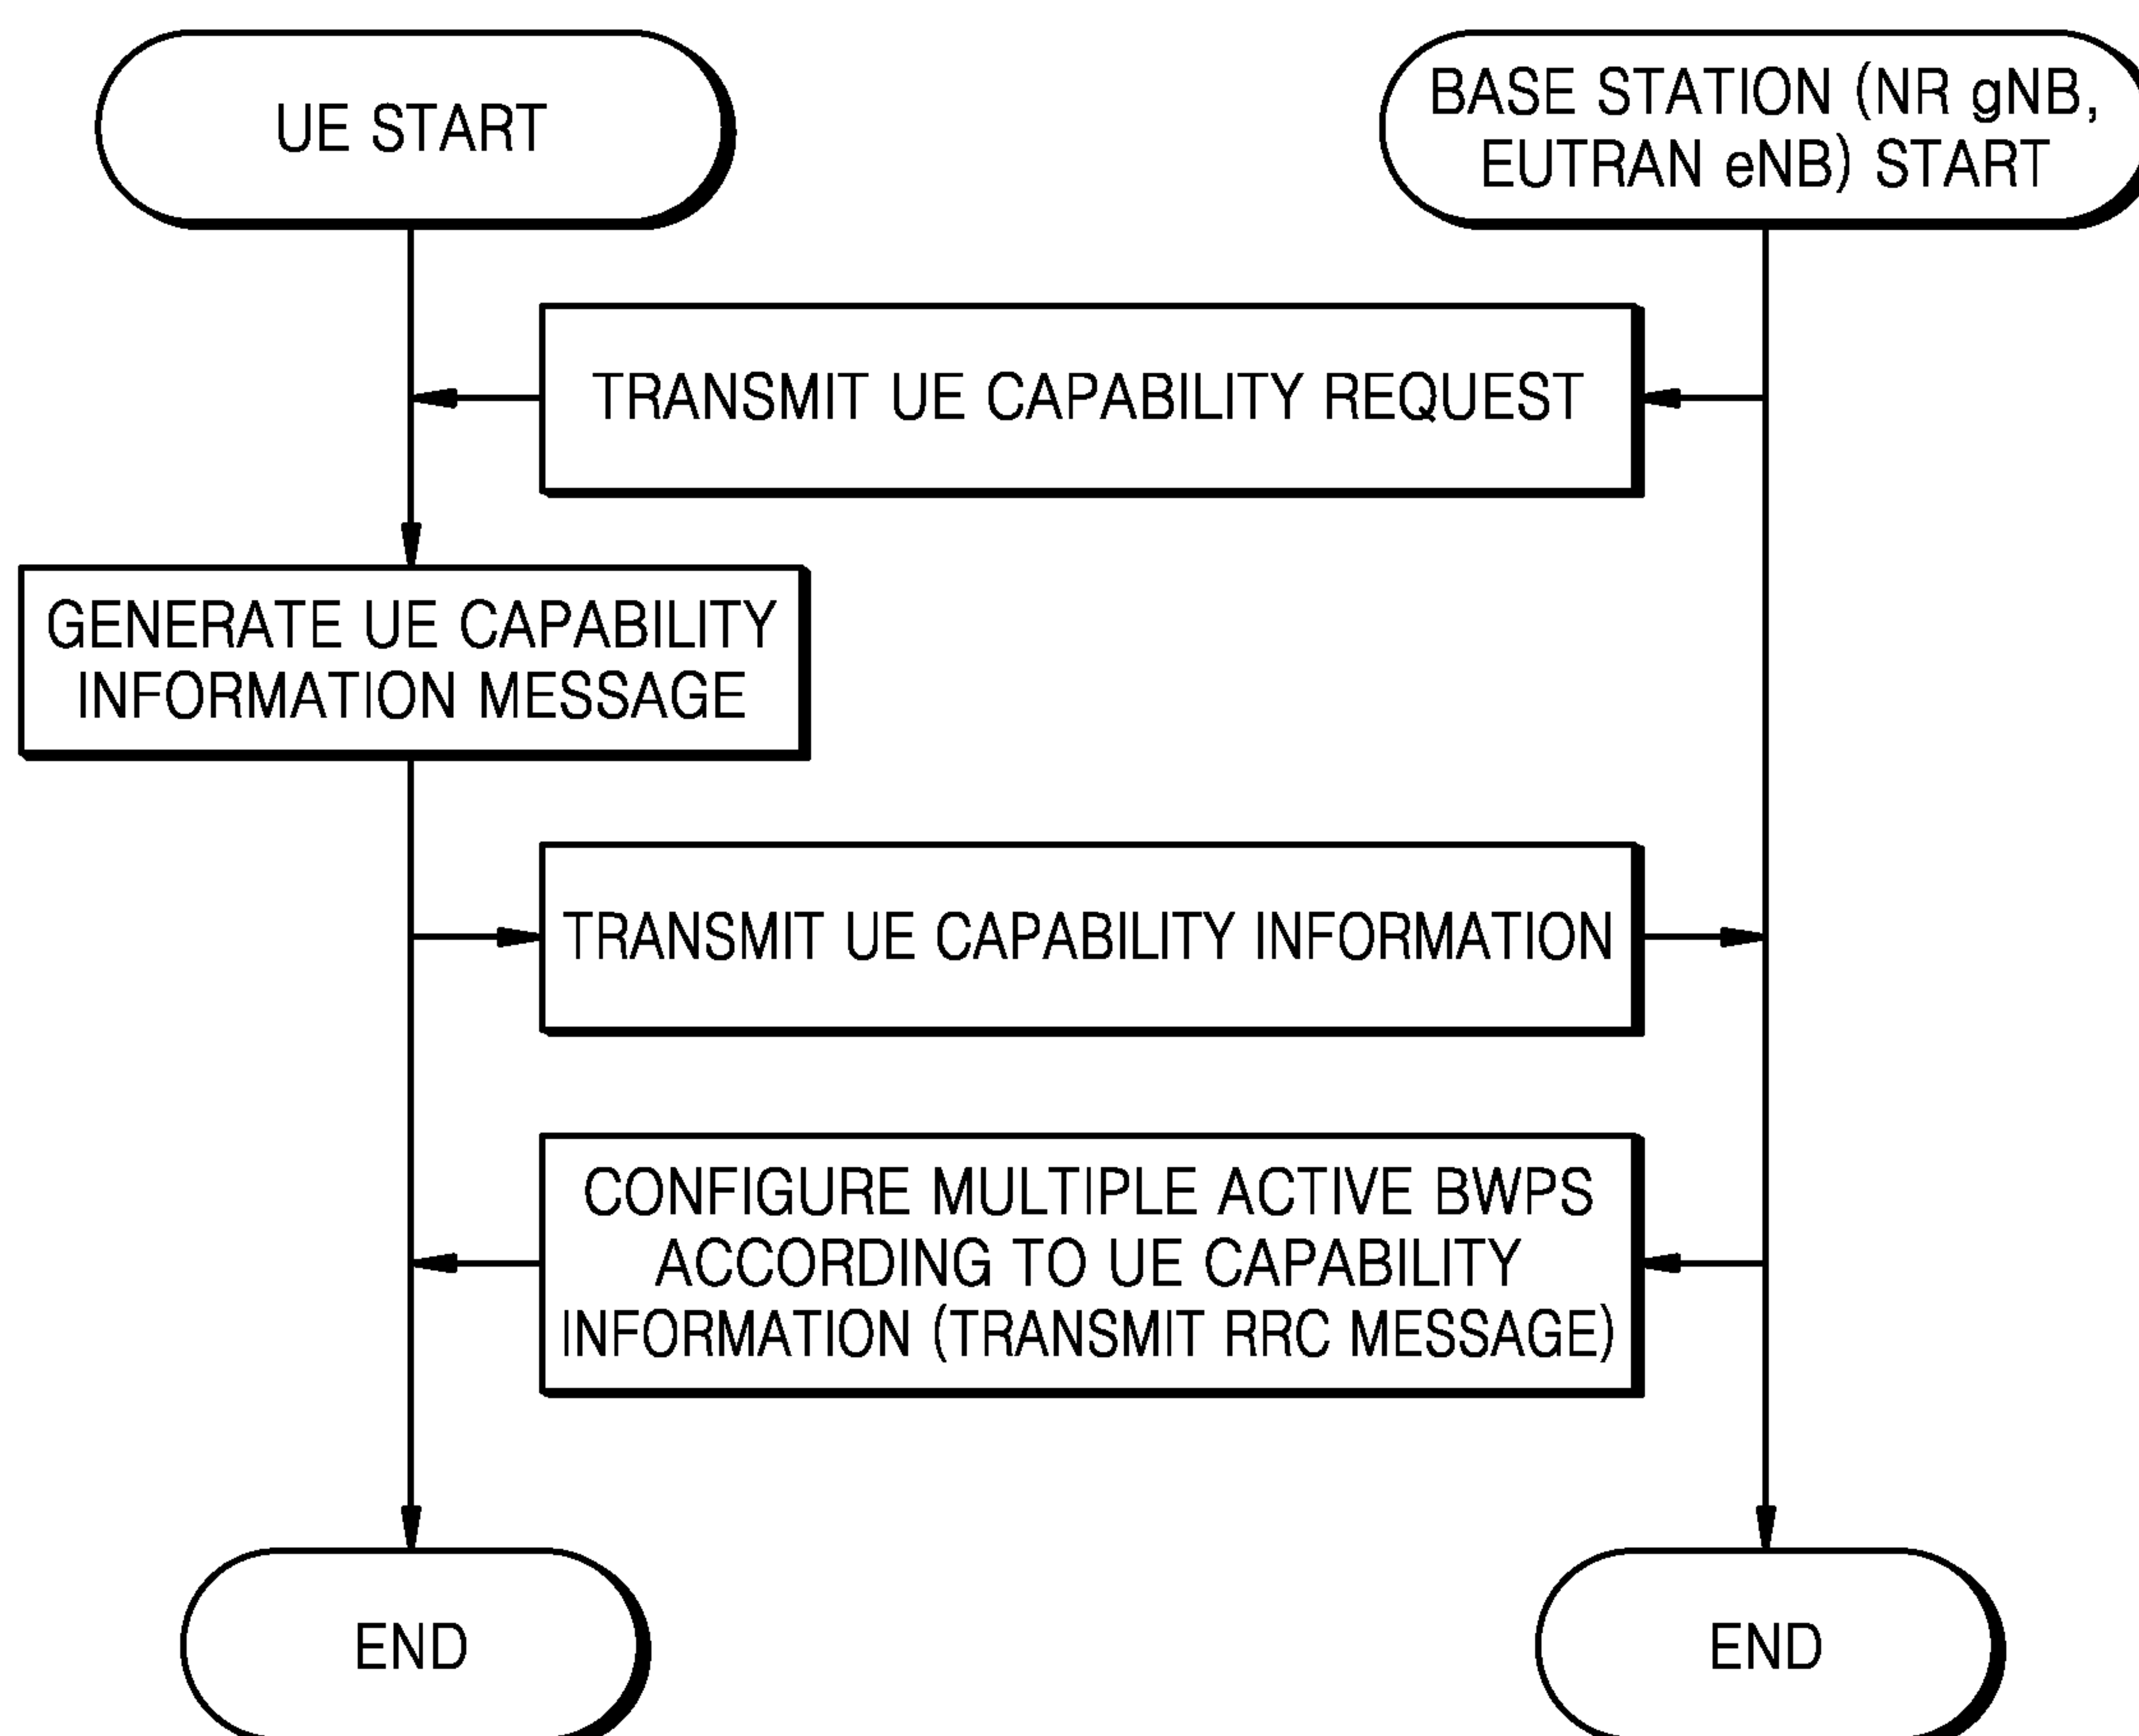 UE START
BASE STATION (NR gNB,
EUTRAN eNB) START
TRANSMIT UE CAPABILITY REQUEST
GENERATE UE CAPABILITY
INFORMATION MESSAGE
TRANSMIT UE CAPABILITY INFORMATION
CONFIGURE MULTIPLE ACTIVE BWPS
ACCORDING TO UE CAPABILITY
INFORMATION (TRANSMIT RRC MESSAGE)
END
END